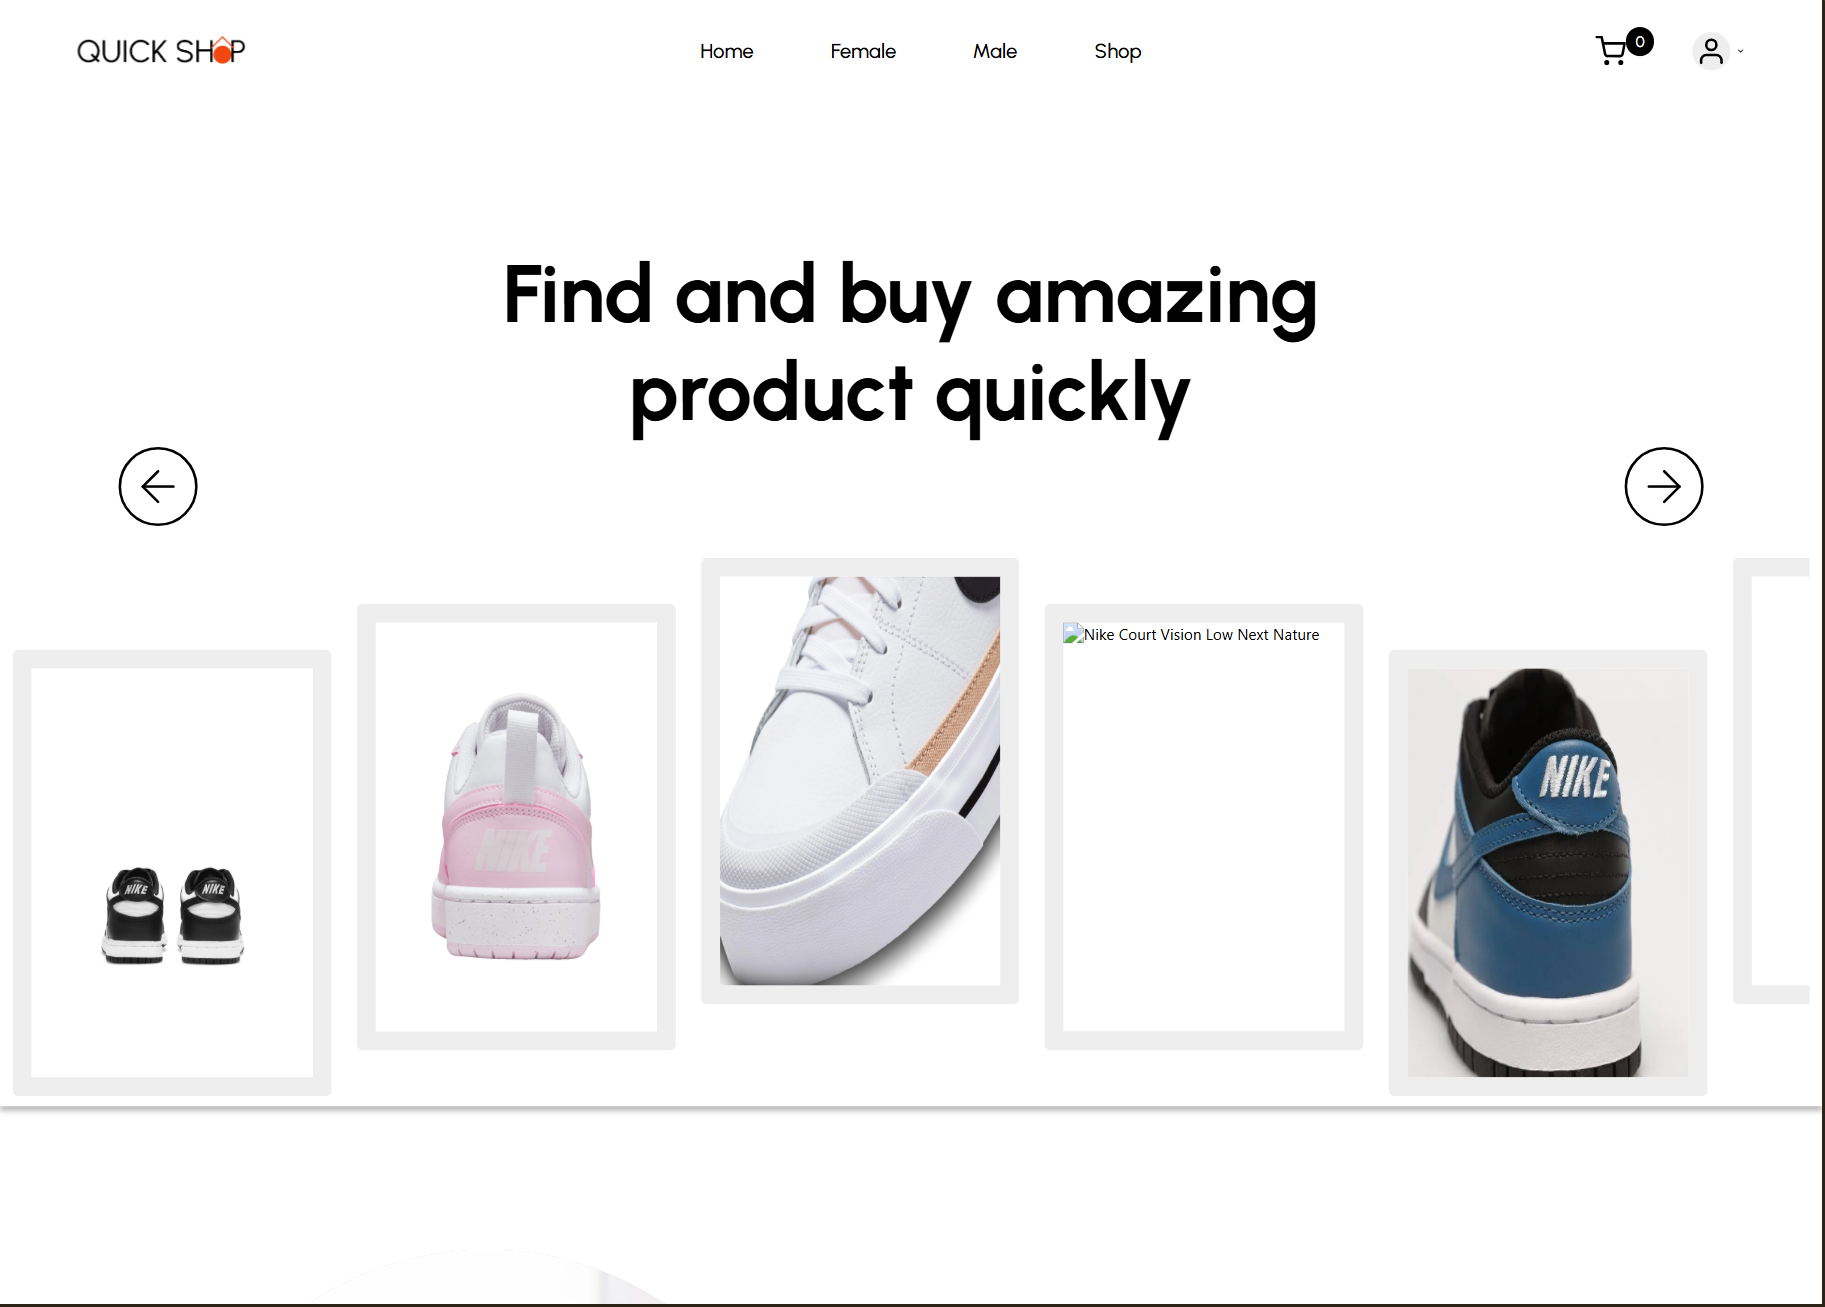 QUICK SHOP
Home
Female
Male
Shop
0
Find and buy amazing
product quickly
Nike Court Vision Low Next Nature
NIKE
NIKE
NIKE
NIKE